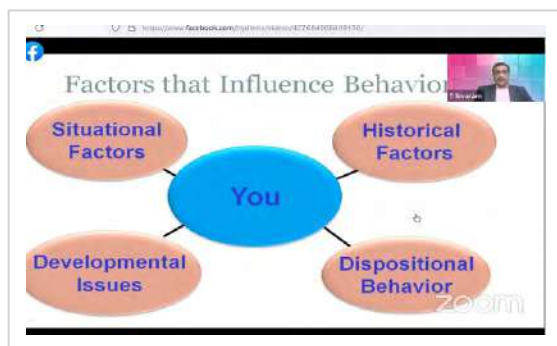 Factors that Influence Behavior
Situational
Factors
Historical
Factors
You
Developmental
Issues
Dispositional
Behavior
zoom